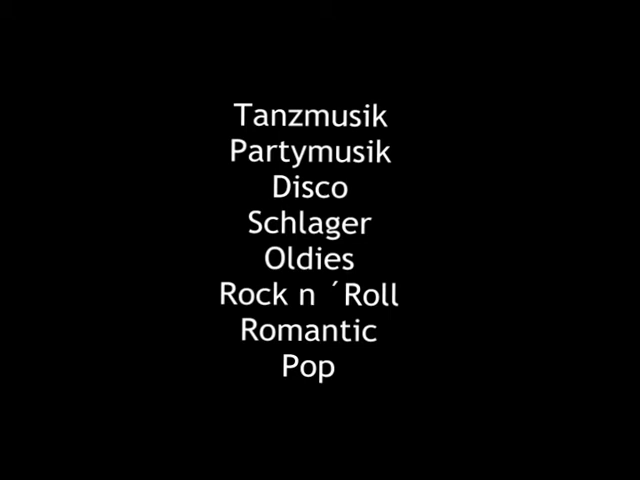 Tanzmusik
Partymusik
Disco
Schlager
Oldies
Rock n ´Roll
Romantic
Pop